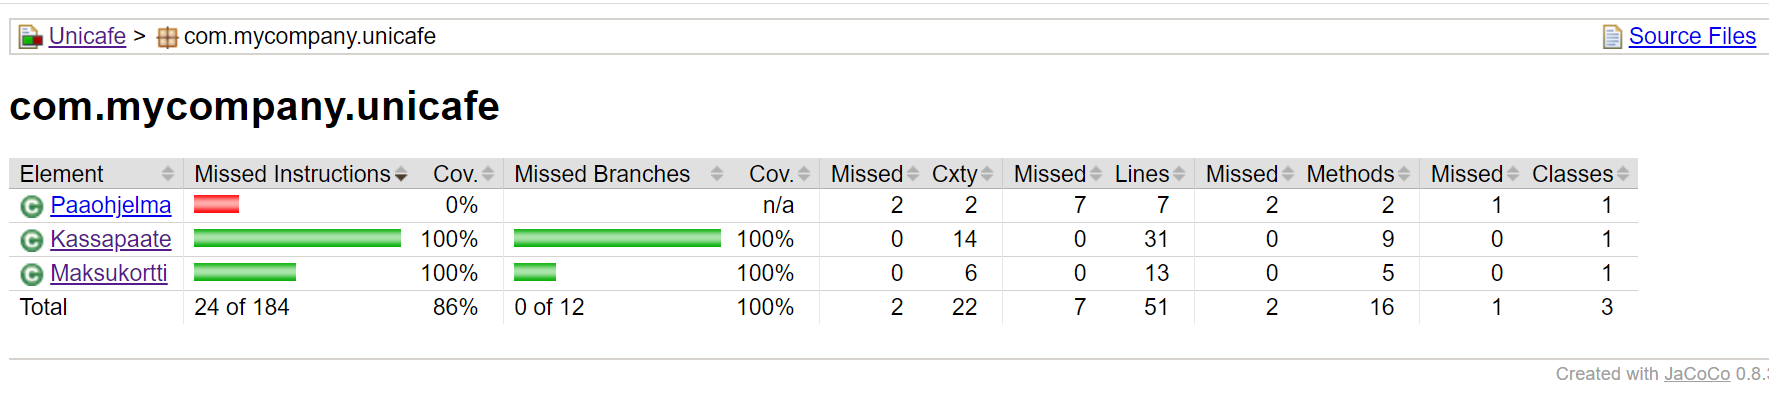 Unicafe > com.mycompany.unicafe Source Files
com.mycompany.unicafe
Element Missed Instructions Cov. Missed Branches Cov. Missed Cxty Missed Lines Missed Methods Missed Classes
Paaohjelma 0% n/a 2 2 7 7 2 2 1 1
Kassapaate 100% 100% 0 14 0 31 0 9 0 1
Maksukortti 100% 100% 0 6 0 13 0 5 0 1
Total 24 of 184 86% 0 of 12 100% 2 22 7 51 2 16 1 3
Created with JaCoCo 0.8.